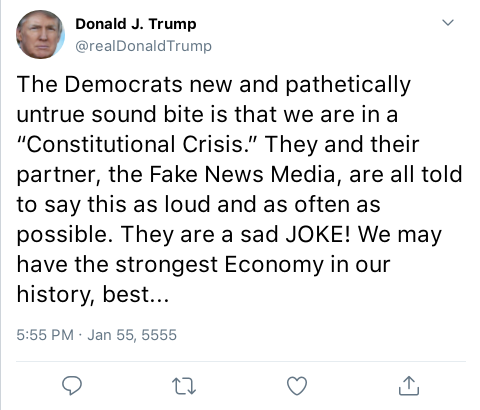 Donald J. Trump
@realDonaldTrump
The Democrats new and pathetically
untrue sound bite is that we are in a
“Constitutional Crisis.” They and their
partner, the Fake News Media, are all told
to say this as loud and as often as
possible. They are a sad JOKE! We may
have the strongest Economy in our
history, best...
5:55 PM · Jan 55, 5555